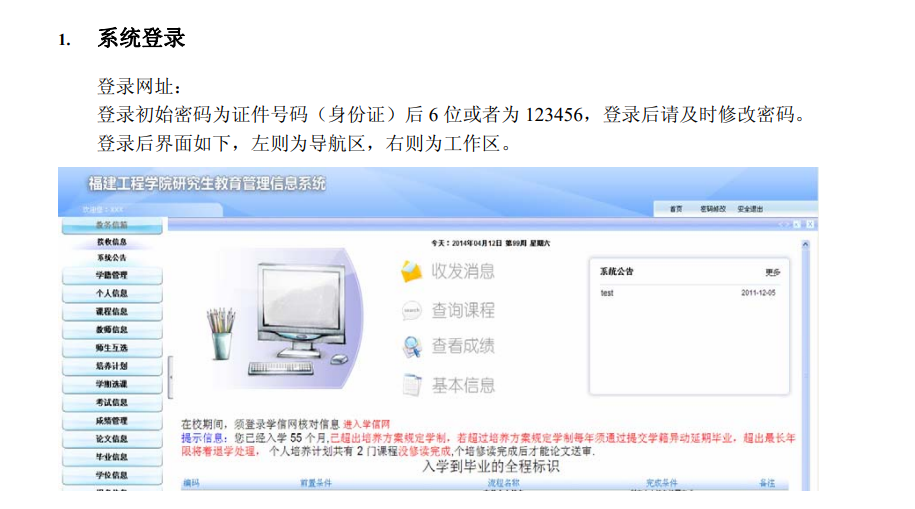 1. 系统登录
登录网址：
登录初始密码为证件号码（身份证）后 6 位或者为 123456，登录后请及时修改密码。
登录后界面如下，左则为导航区，右则为工作区。
福建工程学院研究生教育管理信息系统
首页 密码修改 安全退出
接收信息
系统公告
学籍管理
个人信息
课程信息
教师信息
师生互选
培养计划
学期选课
考试信息
成绩管理
论文信息
毕业信息
学位信息
今天：2014年04月12日 第99周 星期六
收发消息
查询课程
查看成绩
基本信息
系统公告 更多
test 2011-12-05
在校期间，须登录学信网核对信息 进入学信网
提示信息：您已经入学 55 个月,已超出培养方案规定学制，若超过培养方案规定学制每年须通过提交学籍异动延期毕业，超出最长年
限将着退学处理， 个人培养计划共有 2 门课程没修读完成,个培修读完成后才能论文送审.
入学到毕业的全程标识
编码 前置条件 流程名称 完成条件 备注